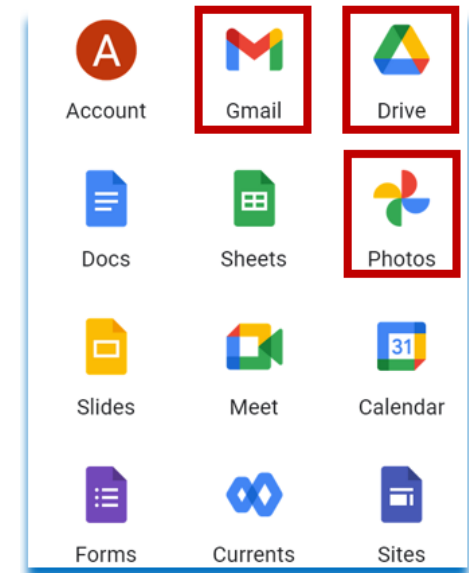 A
Account Gmail Drive
Docs Sheets Photos
31
Slides Meet Calendar
Forms Currents Sites